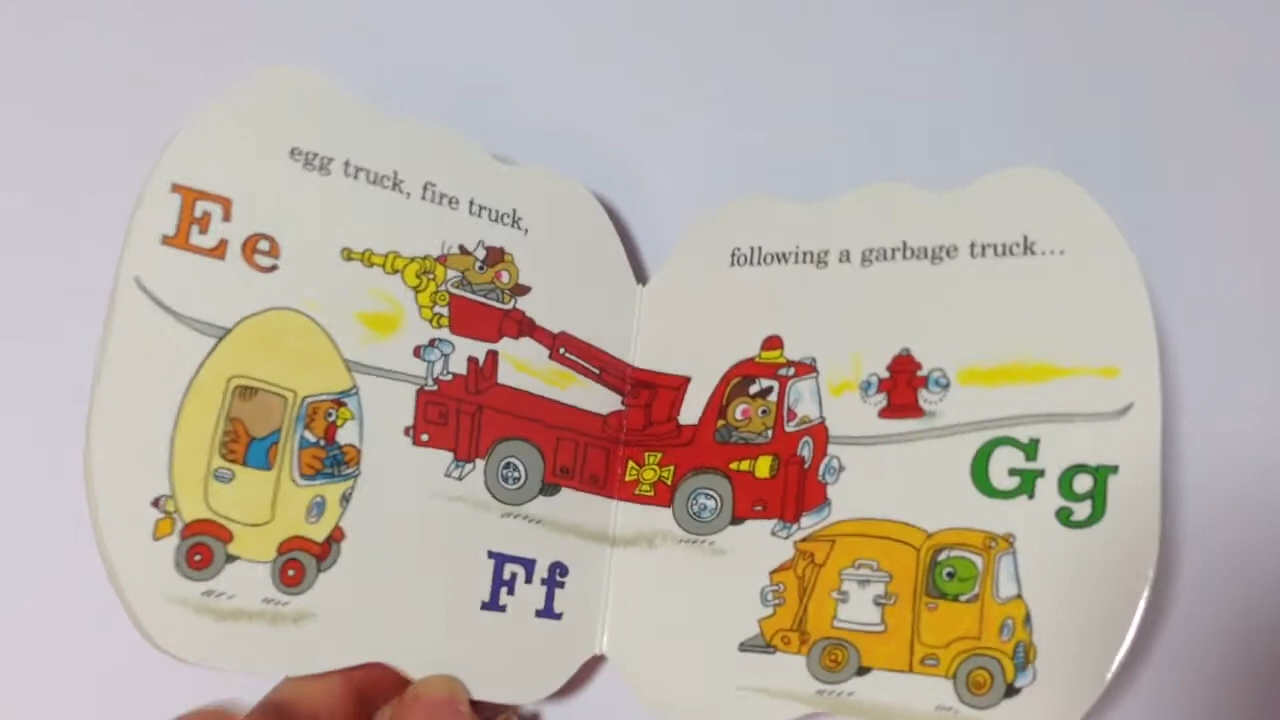 egg truck, fire truck,
Ee
Ff
following a garbage truck...
Gg